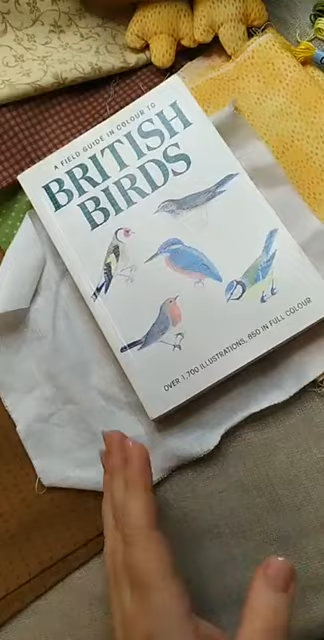 A FIELD GUIDE IN COLOUR TO
BRITISH
BIRDS
OVER 1,700 ILLUSTRATIONS, 850 IN FULL COLOUR